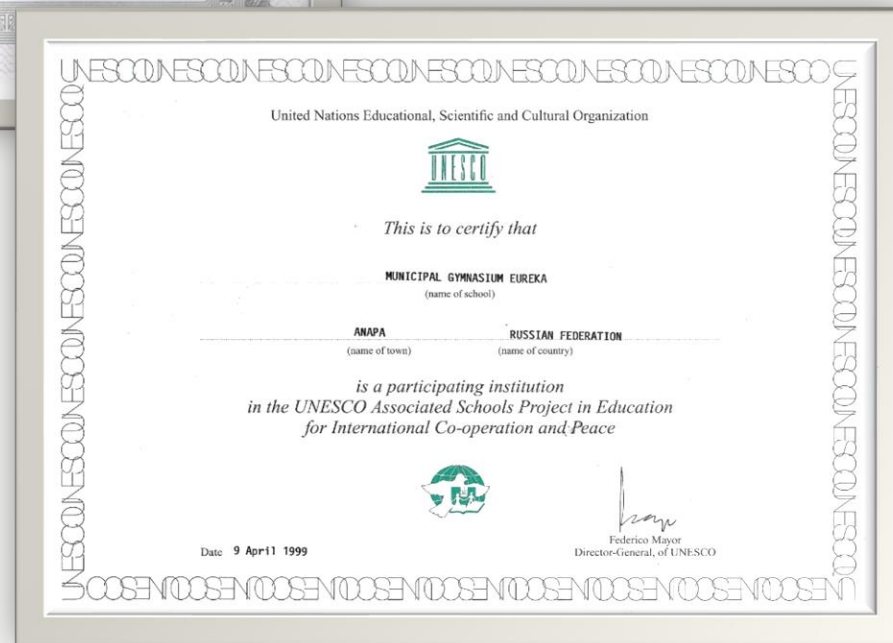 UNESCOUNESCOUNESCOUNESCOUNESCOUNESCOUNESCO
United Nations Educational, Scientific and Cultural Organization
UNESCO
This is to certify that
MUNICIPAL GYMNASIUM EUREKA
(name of school)
ANAPA RUSSIAN FEDERATION
(name of town) (name of country)
is a participating institution
in the UNESCO Associated Schools Project in Education
for International Co-operation and Peace
Federico Mayor
Date 9 April 1999
Director-General, of UNESCO